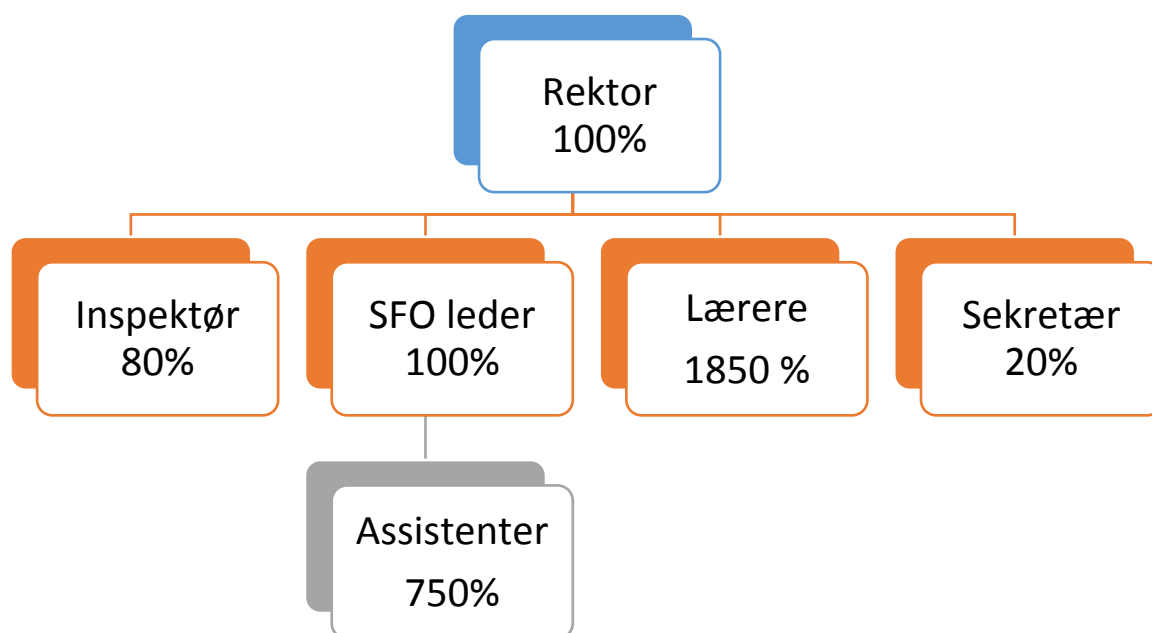 Rektor
100%
Inspektør
80%
SFO leder
100%
Lærere
1850 %
Sekretær
20%
Assistenter
750%